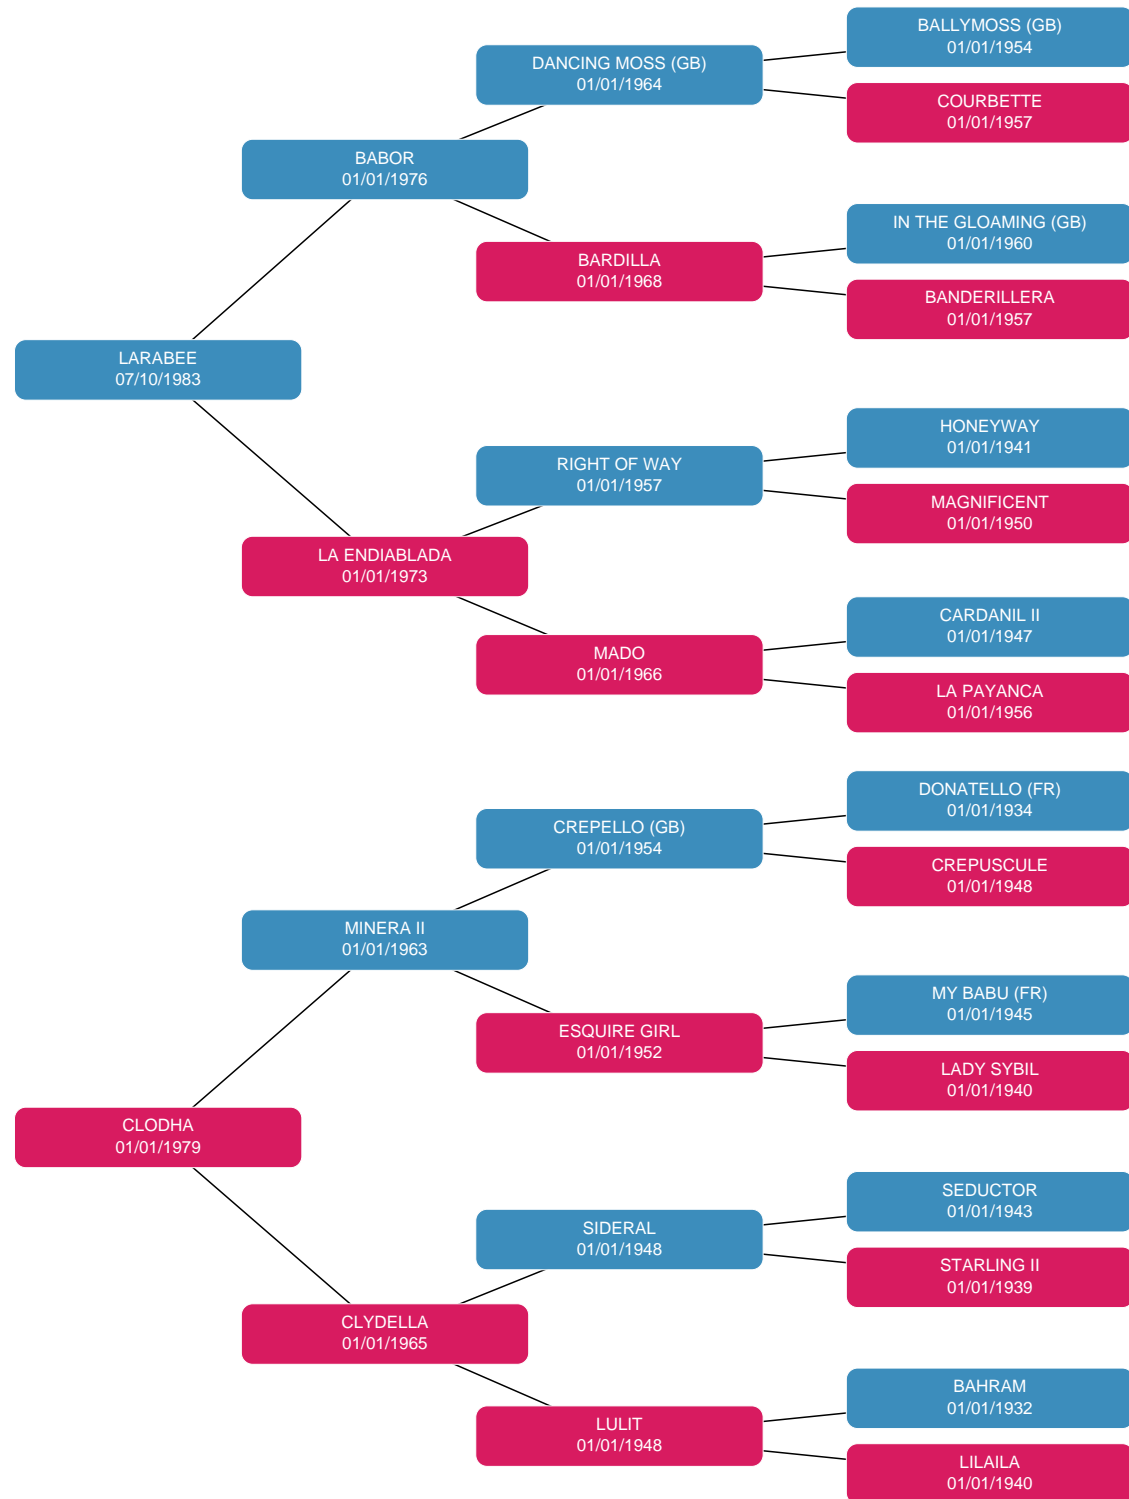 BALLYMOSS (GB)
01/01/1954
DANCING MOSS (GB)
01/01/1964
COURBETTE
01/01/1957
BABOR
01/01/1976
IN THE GLOAMING (GB)
01/01/1960
BARDILLA
01/01/1968
BANDERILLERA
01/01/1957
LARABEE
07/10/1983
HONEYWAY
01/01/1941
RIGHT OF WAY
01/01/1957
MAGNIFICENT
01/01/1950
LA ENDIABLADA
01/01/1973
CARDANIL II
01/01/1947
MADO
01/01/1966
LA PAYANCA
01/01/1956
DONATELLO (FR)
01/01/1934
CREPELLO (GB)
01/01/1954
CREPUSCULE
01/01/1948
MINERA II
01/01/1963
MY BABU (FR)
01/01/1945
ESQUIRE GIRL
01/01/1952
LADY SYBIL
01/01/1940
CLODHA
01/01/1979
SEDUCTOR
01/01/1943
SIDERAL
01/01/1948
STARLING II
01/01/1939
CLYDELLA
01/01/1965
BAHRAM
01/01/1932
LULIT
01/01/1948
LILAILA
01/01/1940